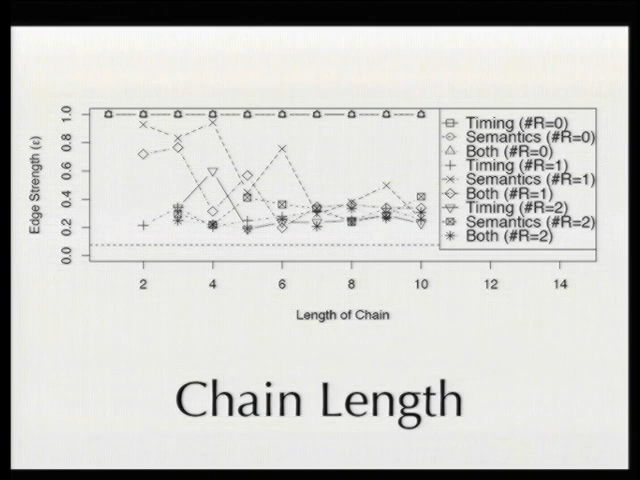 1.0
0.8
0.6
0.4
0.2
0.0
Edge Strength (ε)
2 4 6 8 10 12 14
Length of Chain
Timing (#R=0)
Semantics (#R=0)
Both (#R=0)
Timing (#R=1)
Semantics (#R=1)
Both (#R=1)
Timing (#R=2)
Semantics (#R=2)
Both (#R=2)
Chain Length